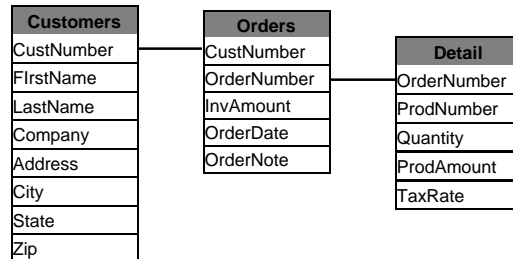 Customers
CustNumber
FIrstName
LastName
Company
Address
City
State
Zip
Orders
CustNumber
OrderNumber
InvAmount
OrderDate
OrderNote
Detail
OrderNumber
ProdNumber
Quantity
ProdAmount
TaxRate